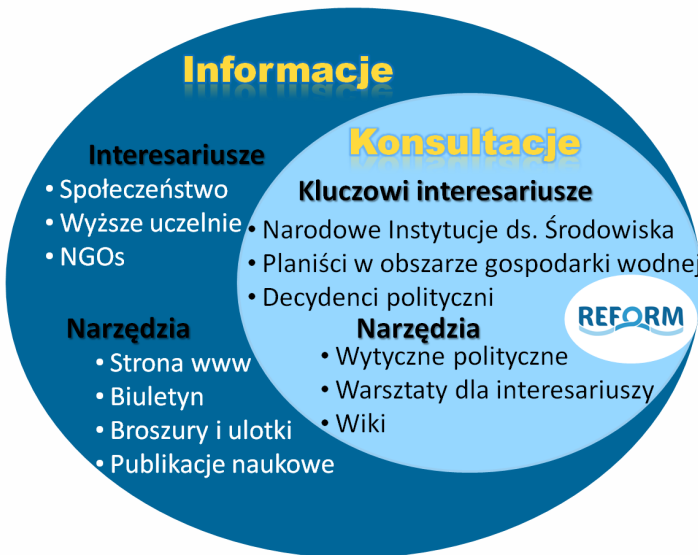 Informacje
Interesariusze
• Społeczeństwo
• Wyższe uczelnie
• NGOs
Narzędzia
• Strona www
• Biuletyn
• Broszury i ulotki
• Publikacje naukowe
Konsultacje
Kluczowi interesariusze
• Narodowe Instytucje ds. Środowiska
• Planiści w obszarze gospodarki wodnej
• Decydenci polityczni
Narzędzia
• Wytyczne polityczne
• Warsztaty dla interesariuszy
• Wiki
REFORM